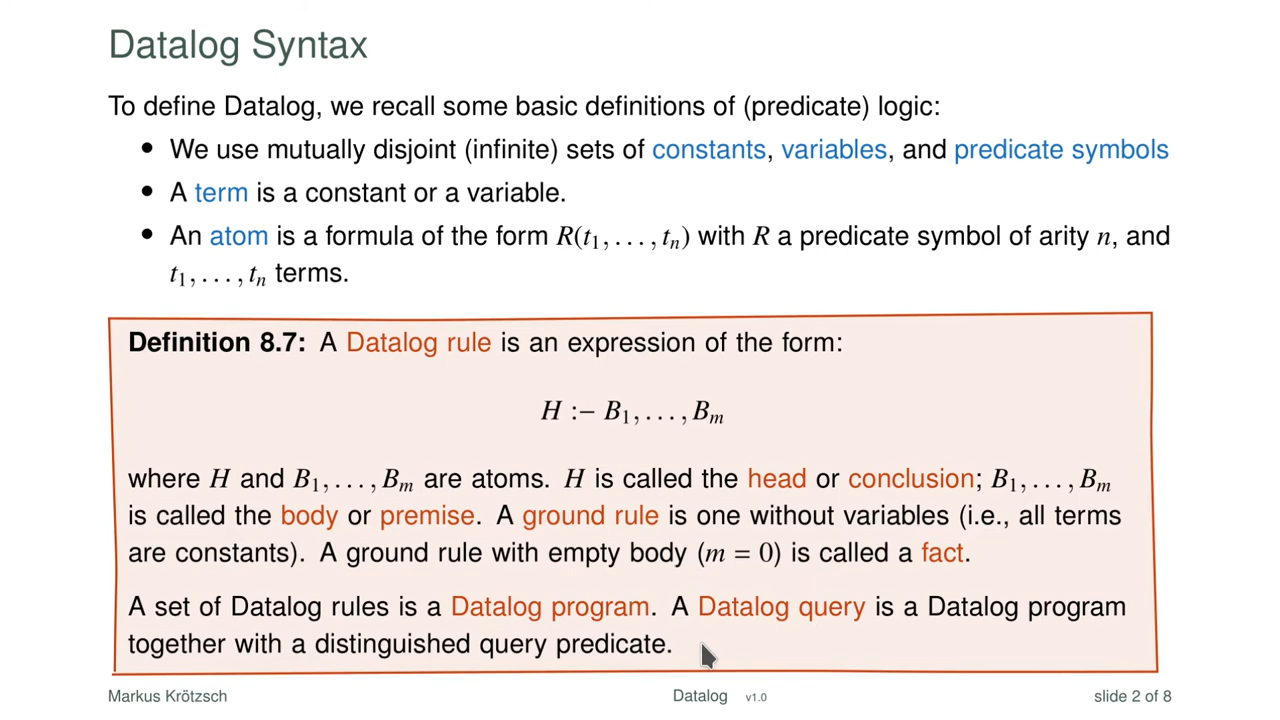 Datalog Syntax
To define Datalog, we recall some basic definitions of (predicate) logic:
• We use mutually disjoint (infinite) sets of constants, variables, and predicate symbols
• A term is a constant or a variable.
• An atom is a formula of the form R(t₁, . . . , tₙ) with R a predicate symbol of arity n, and
t₁, . . . , tₙ terms.
Definition 8.7: A Datalog rule is an expression of the form:
H :– B₁, . . . , Bₘ
where H and B₁, . . . , Bₘ are atoms. H is called the head or conclusion; B₁, . . . , Bₘ
is called the body or premise. A ground rule is one without variables (i.e., all terms
are constants). A ground rule with empty body (m = 0) is called a fact.
A set of Datalog rules is a Datalog program. A Datalog query is a Datalog program
together with a distinguished query predicate.
Markus Krötzsch Datalog v1.0 slide 2 of 8